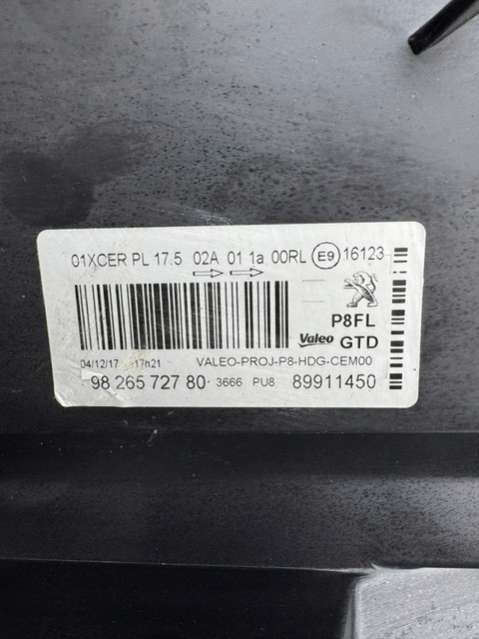 01XCER PL 17.5 02A 01 1a 00RL E9 16123
P8FL
Valeo GTD
04/12/17 17h21 VALEO-PROJ-P8-HDG-CEM00
98 265 727 80 3666 PU8 89911450